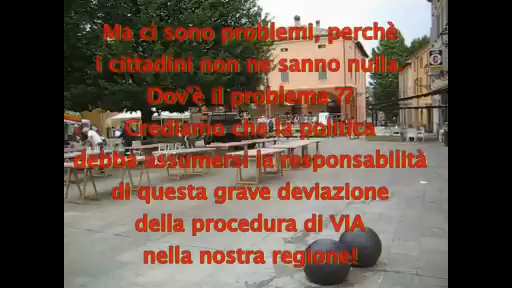 Ma ci sono problemi, perchè
i cittadini non ne sanno nulla.
Dov'è il problema ??
Crediamo che la politica
debba assumersi la responsabilità
di questa grave deviazione
della procedura di VIA
nella nostra regione!